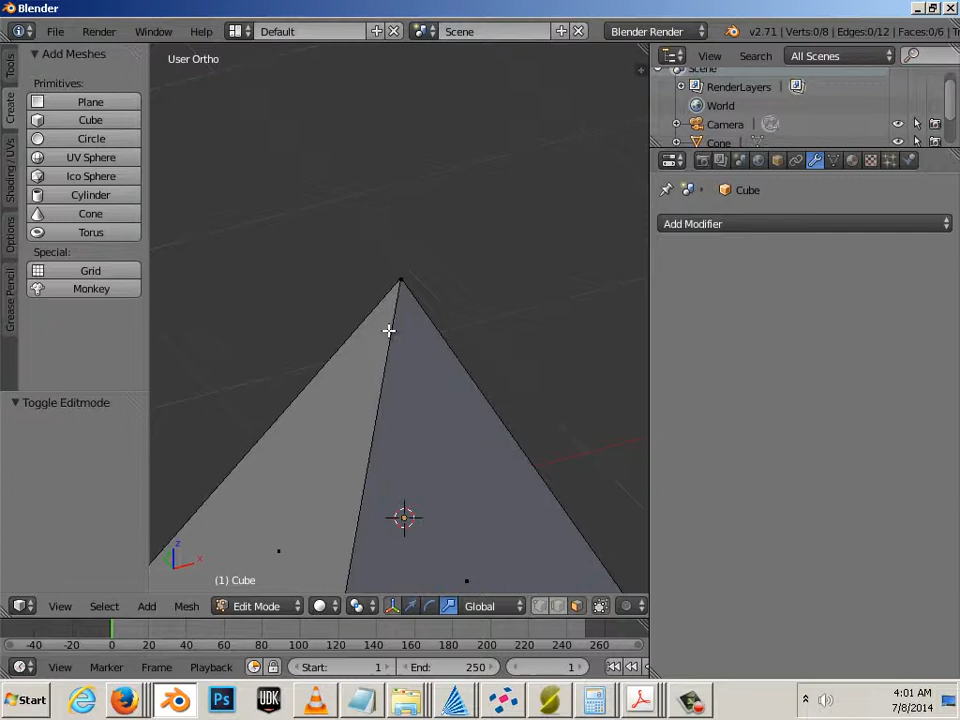 Blender
File Render Window Help Default Scene Blender Render v2.71 | Verts:0/8 | Edges:0/12 | Faces:0/6 | Tr
Tools
Create
Shading / UVs
Options
Grease Pencil
Add Meshes
Primitives:
Plane
Cube
Circle
UV Sphere
Ico Sphere
Cylinder
Cone
Torus
Special:
Grid
Monkey
Toggle Editmode
User Ortho
z
x
(1) Cube
View Search All Scenes
Scene
RenderLayers
World
Camera
Cone
Cube
Add Modifier
View Select Add Mesh Edit Mode Global
-40 -20 0 20 40 60 80 100 120 140 160 180 200 220 240 260
View Marker Frame Playback Start: 1 End: 250 1
Start Ps UDK 4:01 AM
7/8/2014